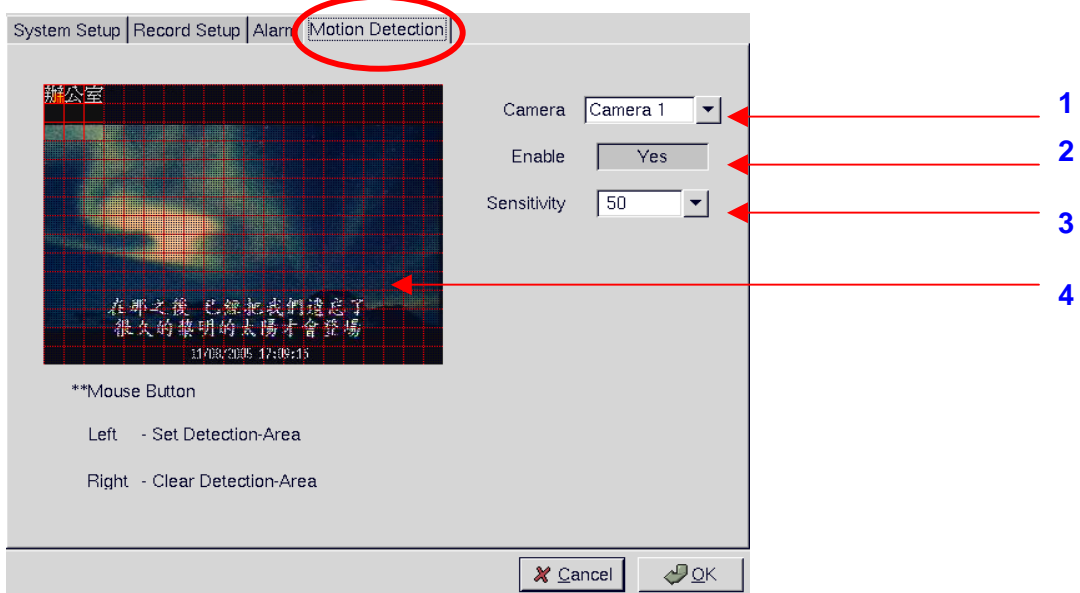 System Setup Record Setup Alarm Motion Detection
辦公室
Camera Camera 1
1
Enable Yes
2
Sensitivity 50
3
4
在那之後 已經把我們遺忘了
很久的黎明的太陽才會登場
11/08/2005 17:09:15
**Mouse Button
Left - Set Detection-Area
Right - Clear Detection-Area
Cancel OK